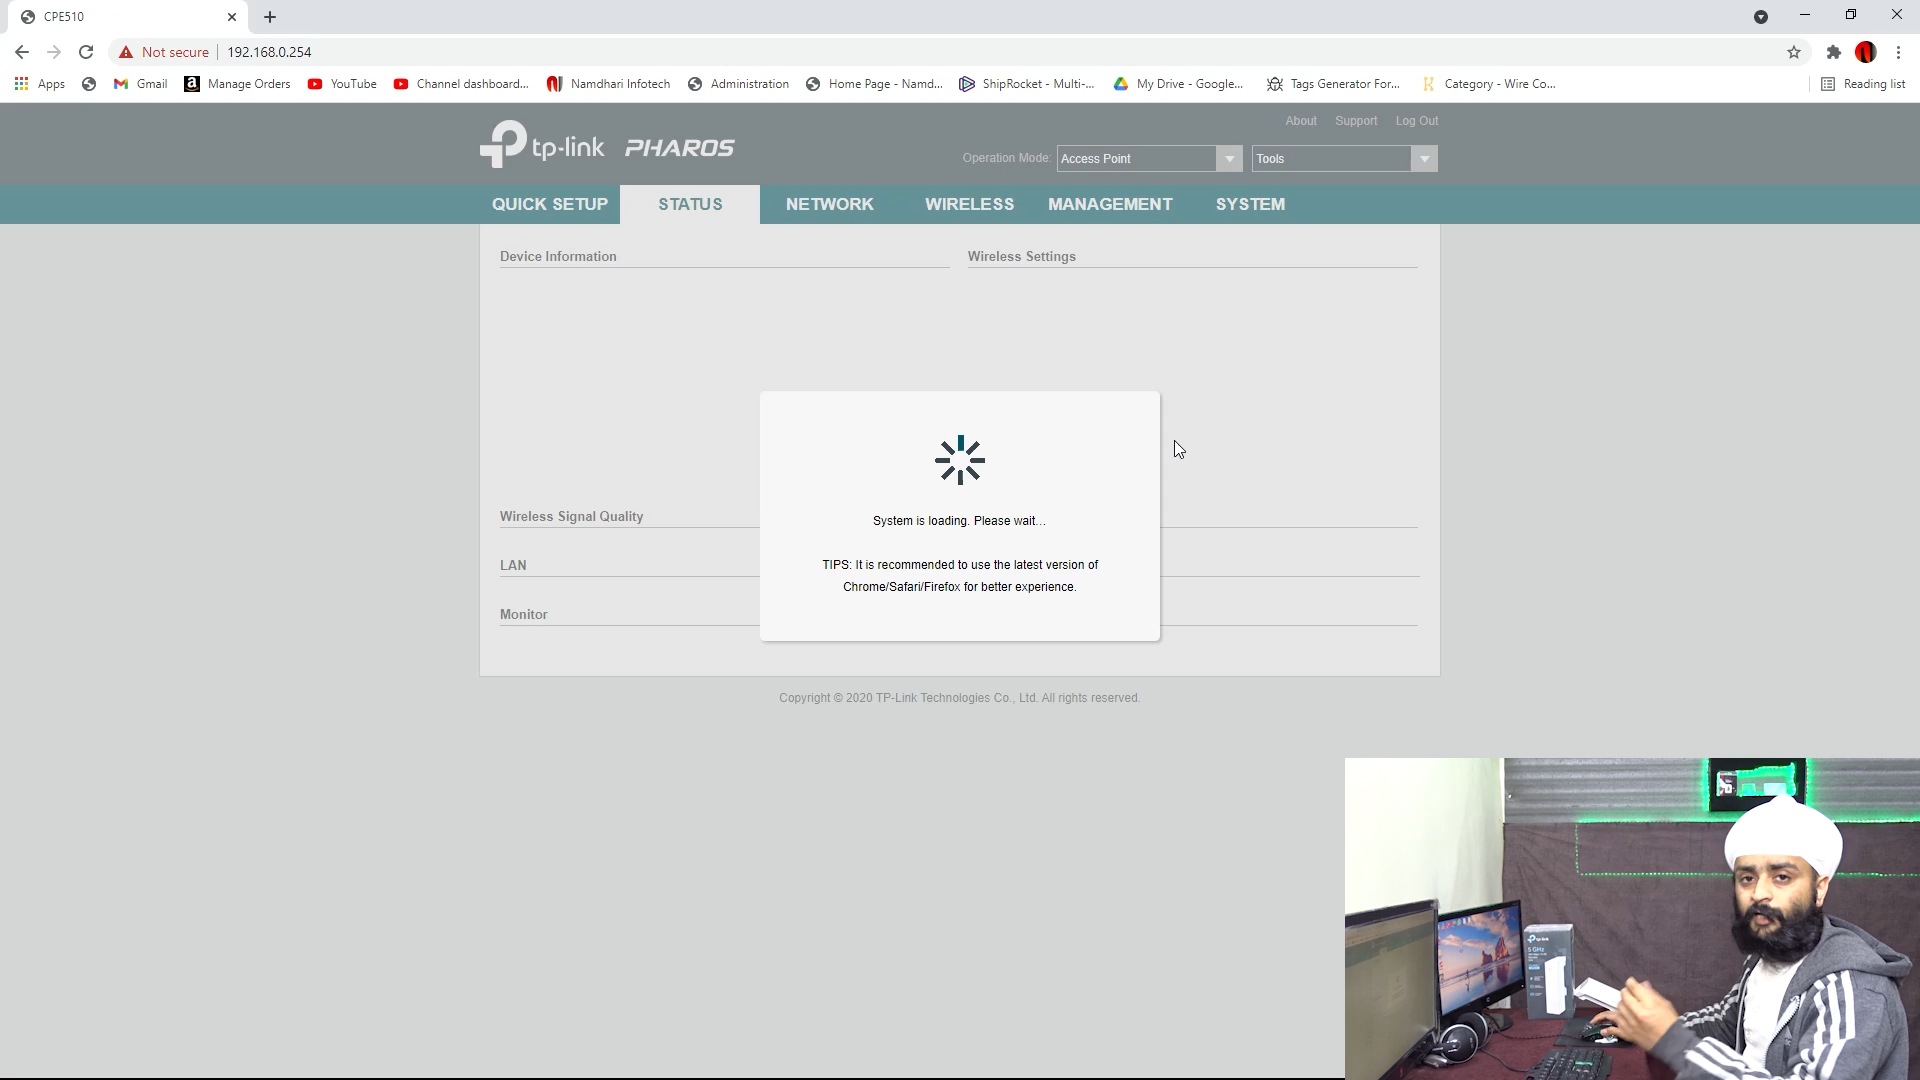 CPE510
Not secure
192.168.0.254
Apps
Gmail
Manage Orders
YouTube
Channel dashboard...
Namdhari Infotech
Administration
Home Page - Namd...
ShipRocket - Multi-...
My Drive - Google...
Tags Generator For...
Category - Wire Co...
Reading list
tp-link PHAROS
About
Support
Log Out
Operation Mode:
Access Point
Tools
QUICK SETUP
STATUS
NETWORK
WIRELESS
MANAGEMENT
SYSTEM
Device Information
Wireless Settings
Wireless Signal Quality
LAN
Monitor
System is loading. Please wait...
TIPS: It is recommended to use the latest version of
Chrome/Safari/Firefox for better experience.
Copyright © 2020 TP-Link Technologies Co., Ltd. All rights reserved.
tp-link
5 GHz